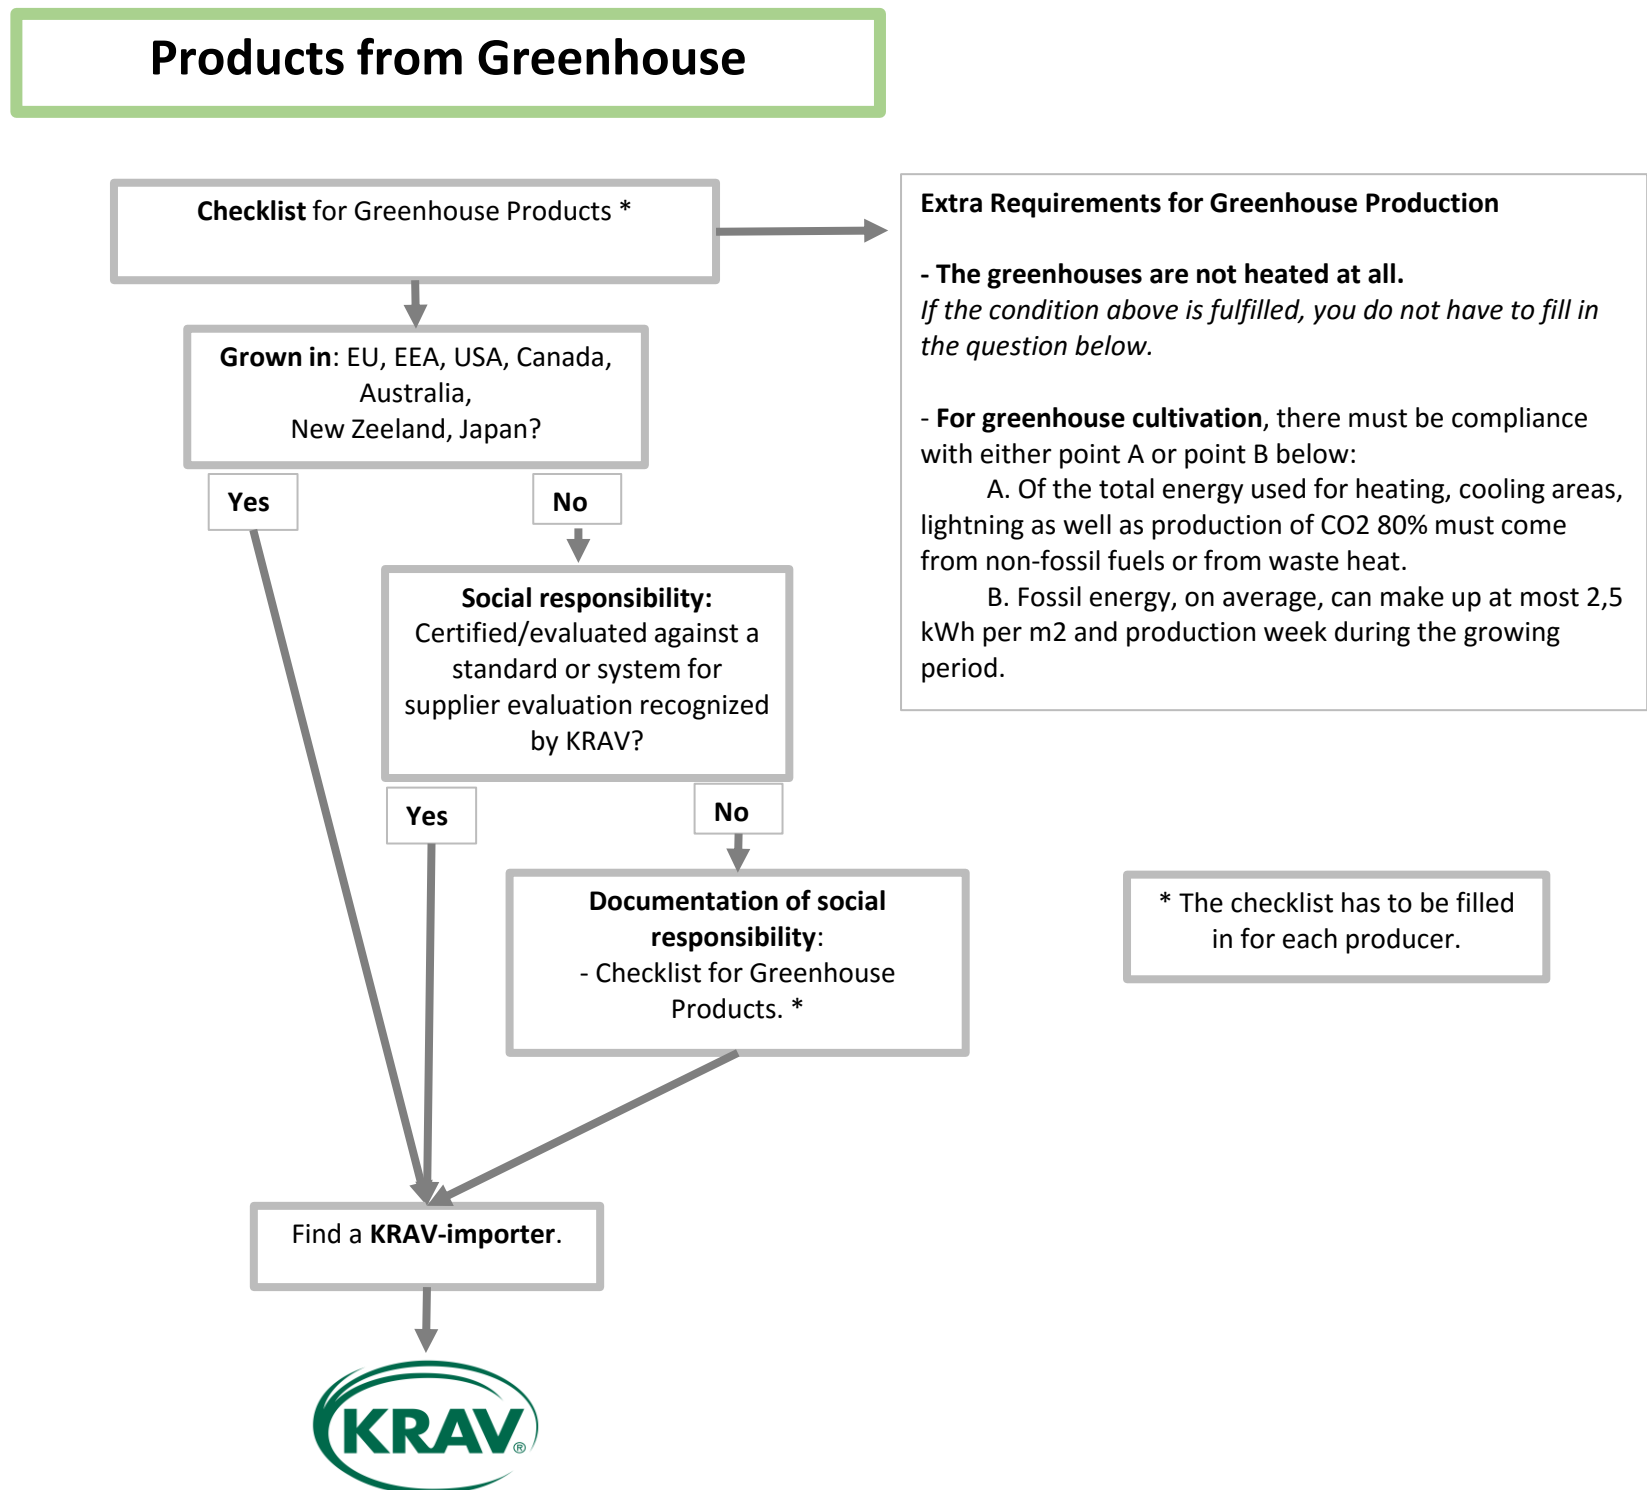 Products from Greenhouse
Checklist for Greenhouse Products *
Grown in: EU, EEA, USA, Canada,
Australia,
New Zeeland, Japan?
Yes
No
Social responsibility:
Certified/evaluated against a
standard or system for
supplier evaluation recognized
by KRAV?
Yes
No
Documentation of social
responsibility:
- Checklist for Greenhouse
Products. *
Find a KRAV-importer.
KRAV®
Extra Requirements for Greenhouse Production
- The greenhouses are not heated at all.
If the condition above is fulfilled, you do not have to fill in
the question below.
- For greenhouse cultivation, there must be compliance
with either point A or point B below:
A. Of the total energy used for heating, cooling areas,
lightning as well as production of CO2 80% must come
from non-fossil fuels or from waste heat.
B. Fossil energy, on average, can make up at most 2,5
kWh per m2 and production week during the growing
period.
* The checklist has to be filled
in for each producer.